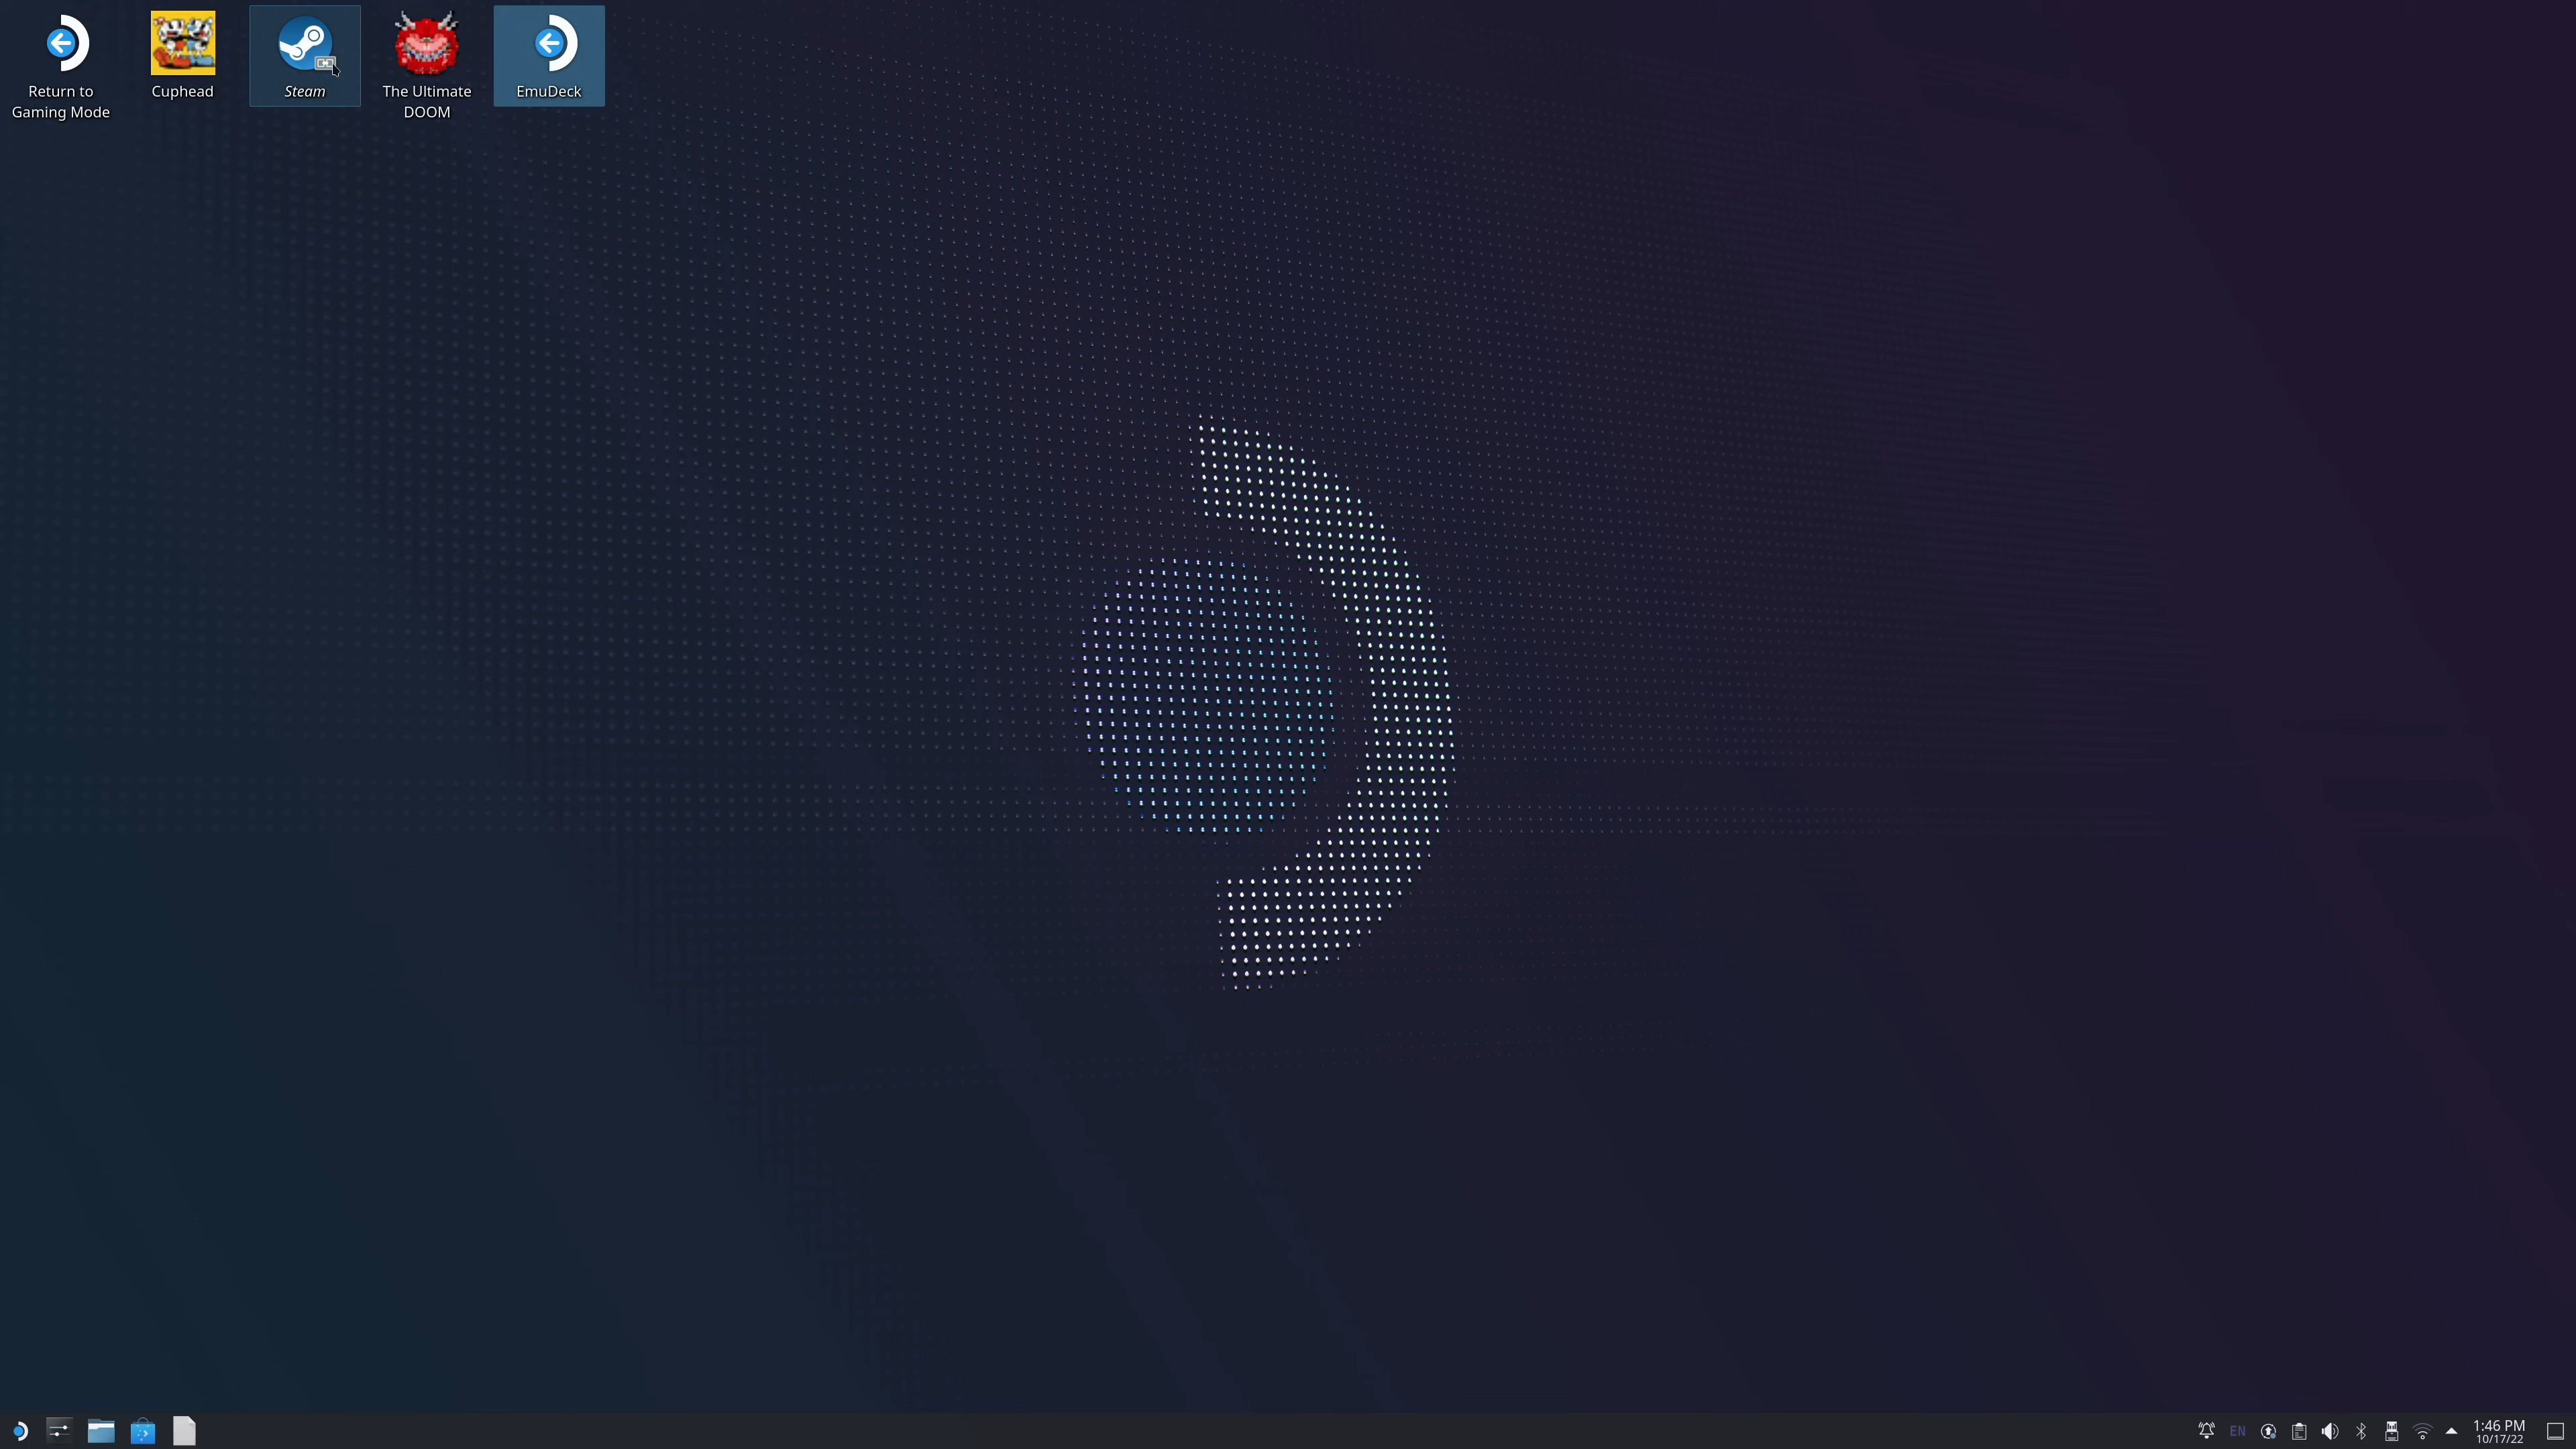 Return to
Gaming Mode
Cuphead
Steam
The Ultimate
DOOM
EmuDeck
EN
1:46 PM
10/17/22